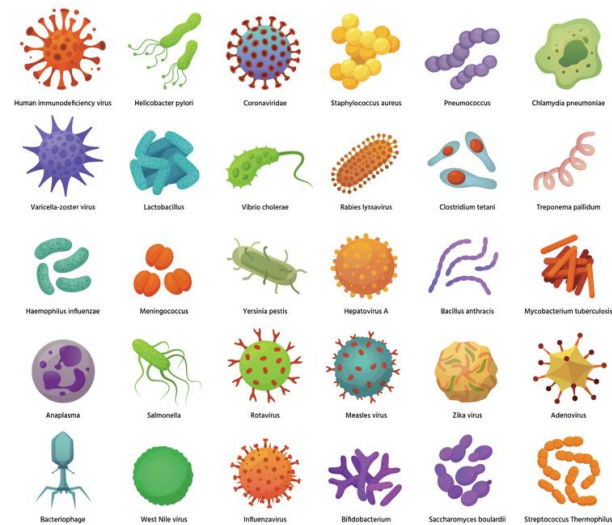 Human immunodeficiency virus
Helicobacter pylori
Coronaviridae
Staphylococcus aureus
Pneumococcus
Chlamydia pneumoniae
Varicella-zoster virus
Lactobacillus
Vibrio cholerae
Rabies lyssavirus
Clostridium tetani
Treponema pallidum
Haemophilus influenzae
Meningococcus
Yersinia pestis
Hepatovirus A
Bacillus anthracis
Mycobacterium tuberculosis
Anaplasma
Salmonella
Rotavirus
Measles virus
Zika virus
Adenovirus
Bacteriophage
West Nile virus
Influenzavirus
Bifidobacterium
Saccharomyces boulardii
Streptococcus Thermophilus